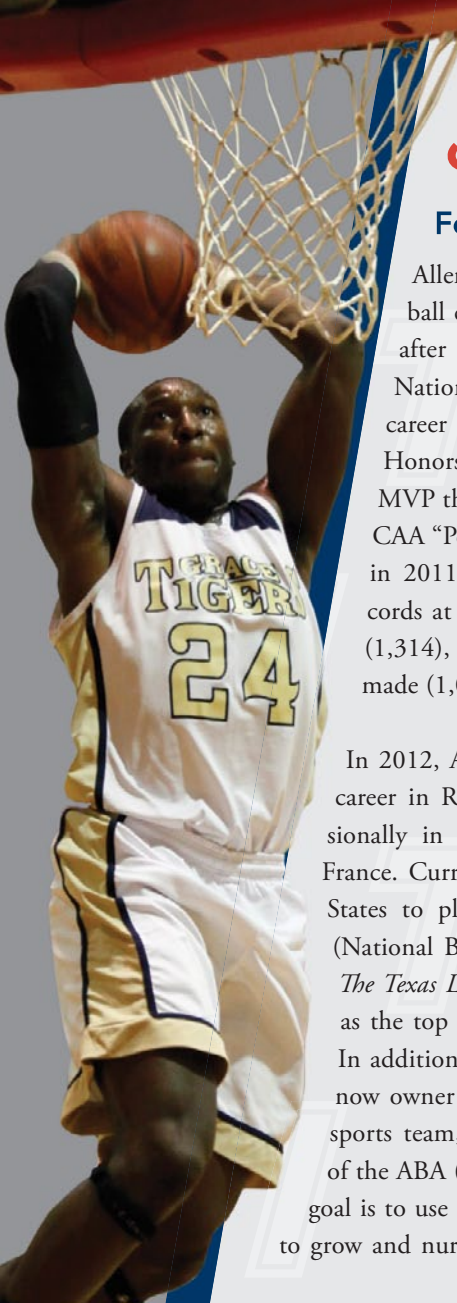 GRACE
TIGERS
24
ball
after
Nation
career
Honors
MVP th
CAA “P
in 2011
cords at
(1,314),
made (1,
In 2012, A
career in R
sionally in
France. Curr
States to pl
(National B
The Texas L
as the top
In addition
now owner
sports team,
of the ABA (
goal is to use
to grow and nur